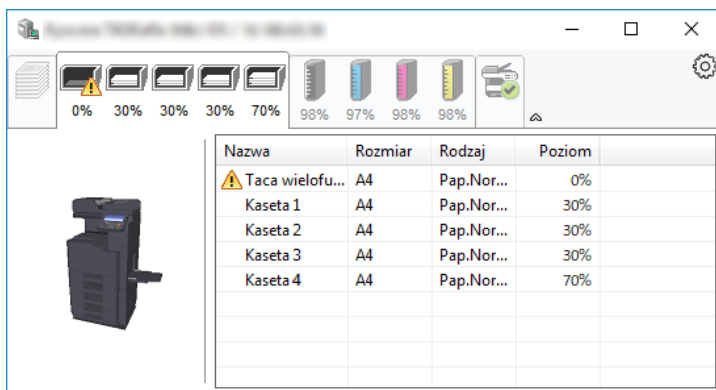 0% 30% 30% 30% 70% 98% 97% 98% 98%
Nazwa Rozmiar Rodzaj Poziom
Taca wielofu... A4 Pap.Nor... 0%
Kaseta 1 A4 Pap.Nor... 30%
Kaseta 2 A4 Pap.Nor... 30%
Kaseta 3 A4 Pap.Nor... 30%
Kaseta 4 A4 Pap.Nor... 70%